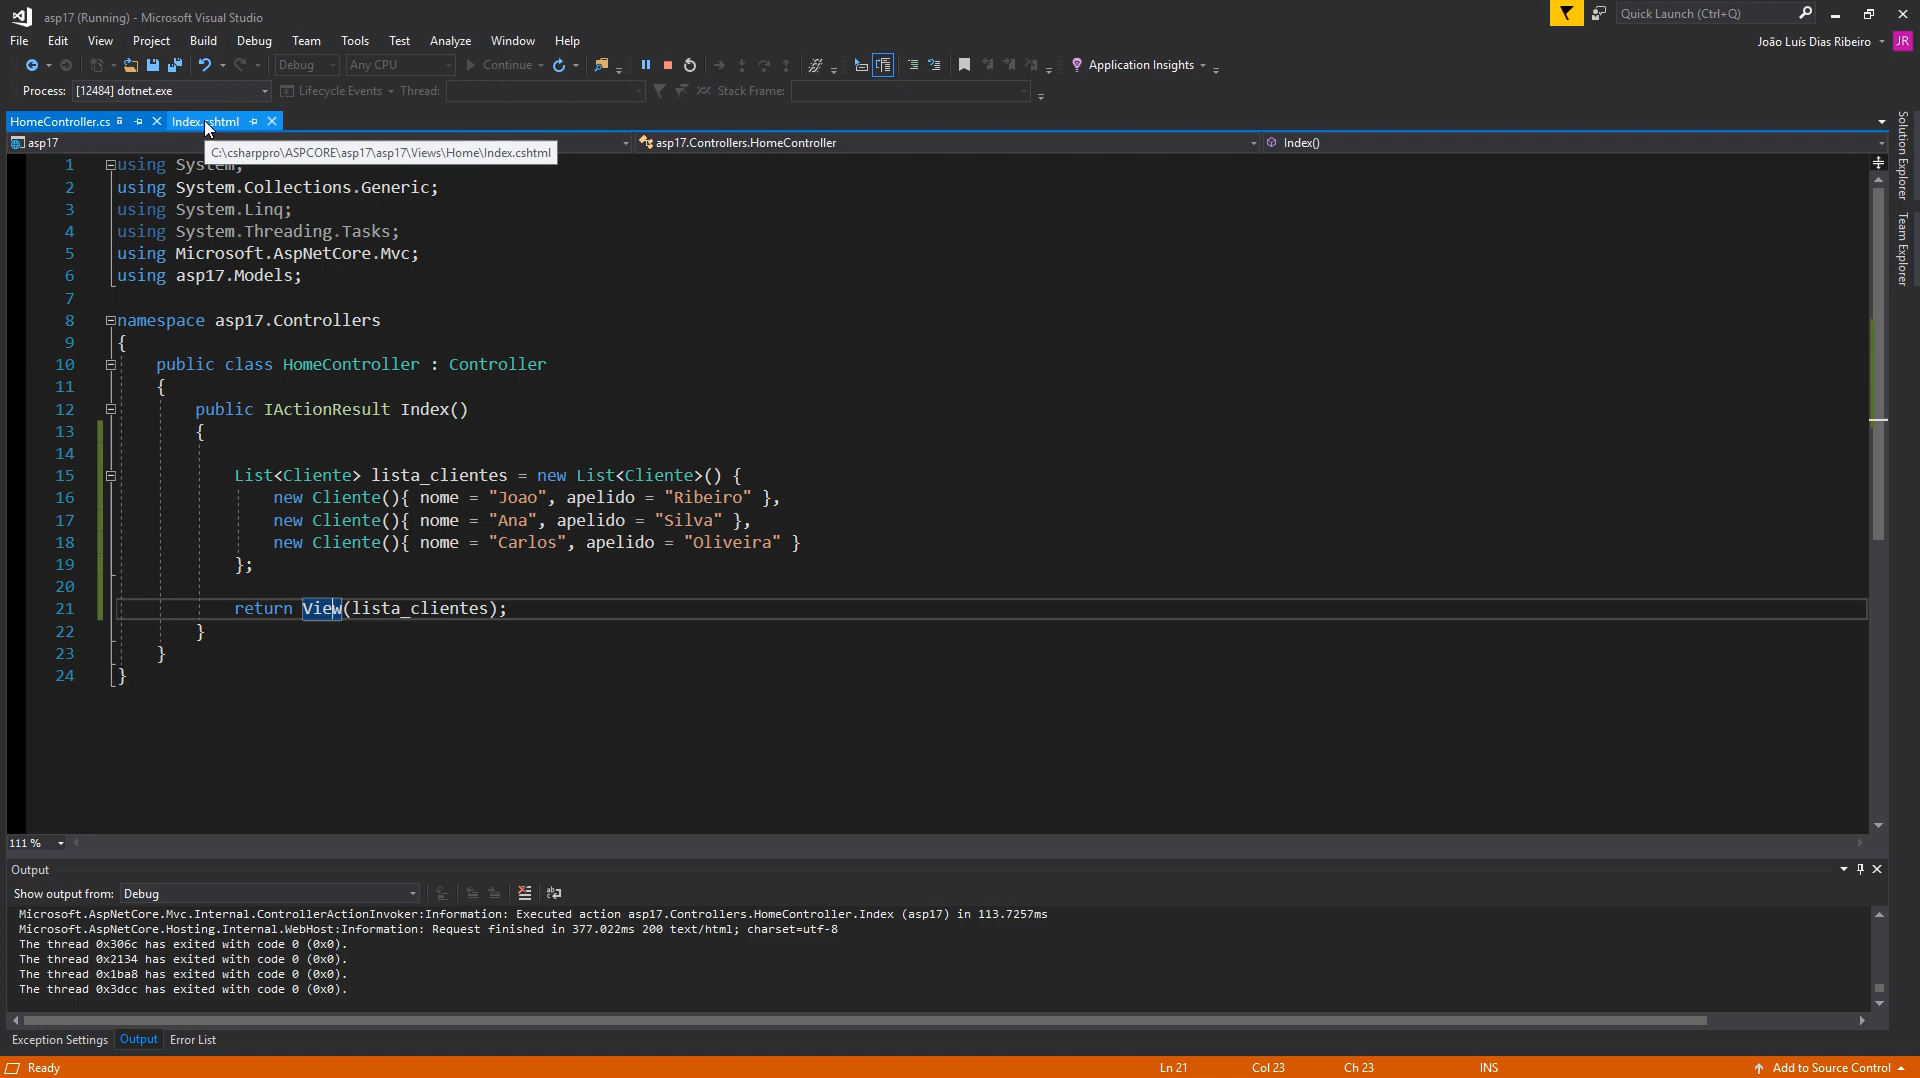 asp17 (Running) - Microsoft Visual Studio
Quick Launch (Ctrl+Q)
File Edit View Project Build Debug Team Tools Test Analyze Window Help
João Luís Dias Ribeiro JR
Debug Any CPU Continue Application Insights
Process: [12484] dotnet.exe Lifecycle Events Thread: Stack Frame:
HomeController.cs Index.cshtml
asp17 asp17.Controllers.HomeController Index()
C:\csharppro\ASPCORE\asp17\asp17\Views\Home\Index.cshtml
1 using System;
2 using System.Collections.Generic;
3 using System.Linq;
4 using System.Threading.Tasks;
5 using Microsoft.AspNetCore.Mvc;
6 using asp17.Models;
7
8 namespace asp17.Controllers
9 {
10 public class HomeController : Controller
11 {
12 public IActionResult Index()
13 {
14
15 List<Cliente> lista_clientes = new List<Cliente>() {
16 new Cliente(){ nome = "Joao", apelido = "Ribeiro" },
17 new Cliente(){ nome = "Ana", apelido = "Silva" },
18 new Cliente(){ nome = "Carlos", apelido = "Oliveira" }
19 };
20
21 return View(lista_clientes);
22 }
23 }
24 }
Solution Explorer
Team Explorer
111 %
Output
Show output from: Debug
Microsoft.AspNetCore.Mvc.Internal.ControllerActionInvoker:Information: Executed action asp17.Controllers.HomeController.Index (asp17) in 113.7257ms
Microsoft.AspNetCore.Hosting.Internal.WebHost:Information: Request finished in 377.022ms 200 text/html; charset=utf-8
The thread 0x306c has exited with code 0 (0x0).
The thread 0x2134 has exited with code 0 (0x0).
The thread 0x1ba8 has exited with code 0 (0x0).
The thread 0x3dcc has exited with code 0 (0x0).
Exception Settings Output Error List
Ready Ln 21 Col 23 Ch 23 INS Add to Source Control